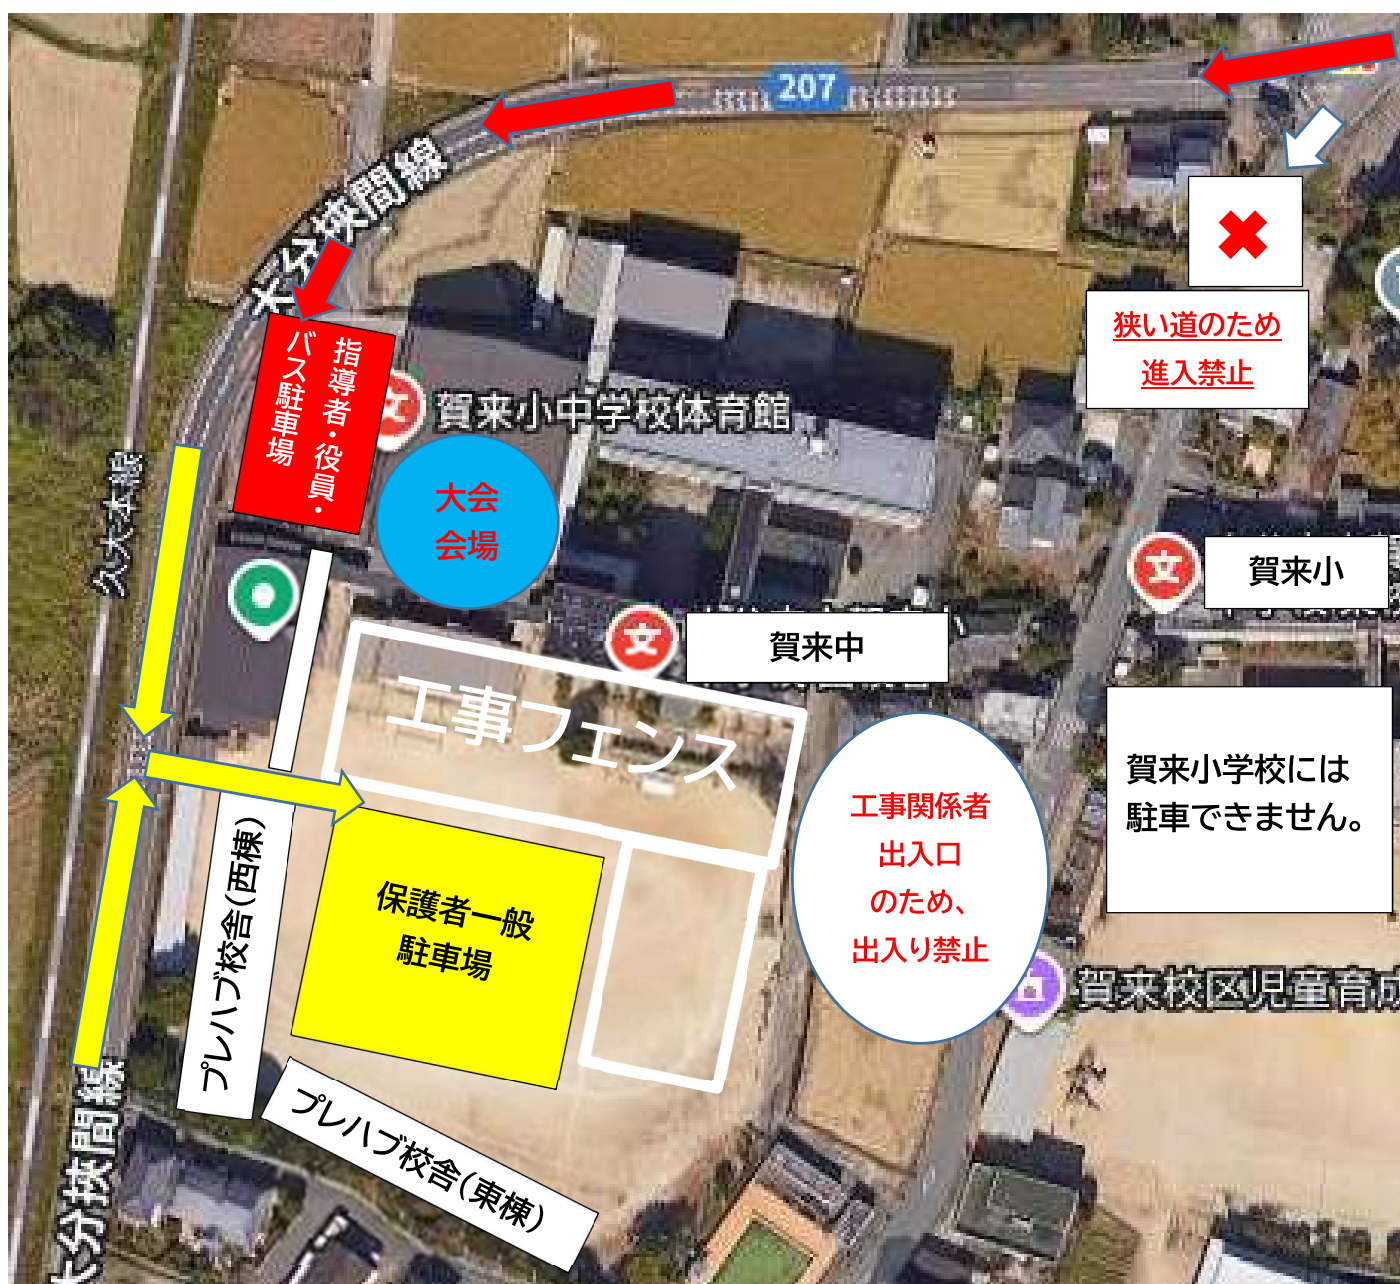 207
大分挟間線
狭い道のため
進入禁止
指導者・役員・
バス駐車場
賀来小中学校体育館
大会
会場
久大本線
賀来小
賀来中
工事フェンス
賀来小学校には
駐車できません。
工事関係者
出入口
のため、
出入り禁止
保護者一般
駐車場
プレハブ校舎(西棟)
賀来校区児童育成
プレハブ校舎(東棟)
大分挟間線